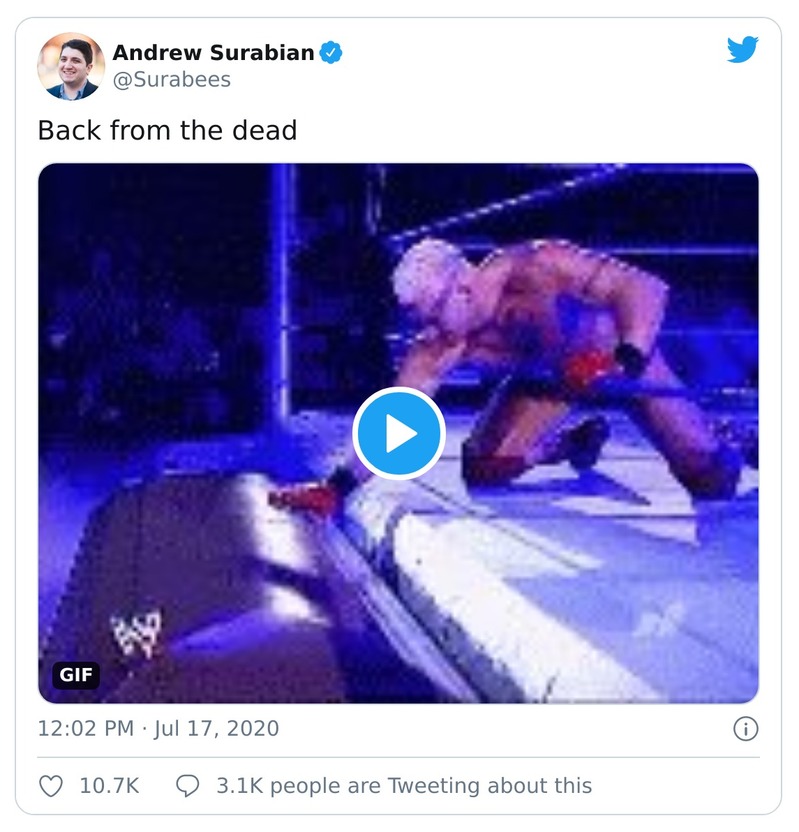 Andrew Surabian
@Surabees
Back from the dead
GIF
12:02 PM · Jul 17, 2020
10.7K 3.1K people are Tweeting about this